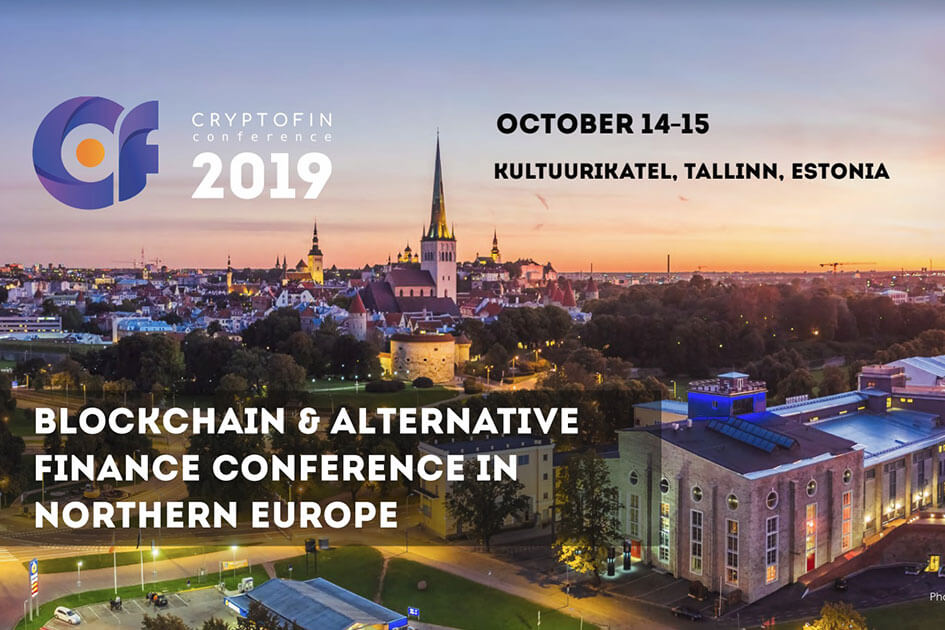 CRYPTOFIN
conference
2019
OCTOBER 14-15
KULTUURIKATEL, TALLINN, ESTONIA
BLOCKCHAIN & ALTERNATIVE
FINANCE CONFERENCE IN
NORTHERN EUROPE